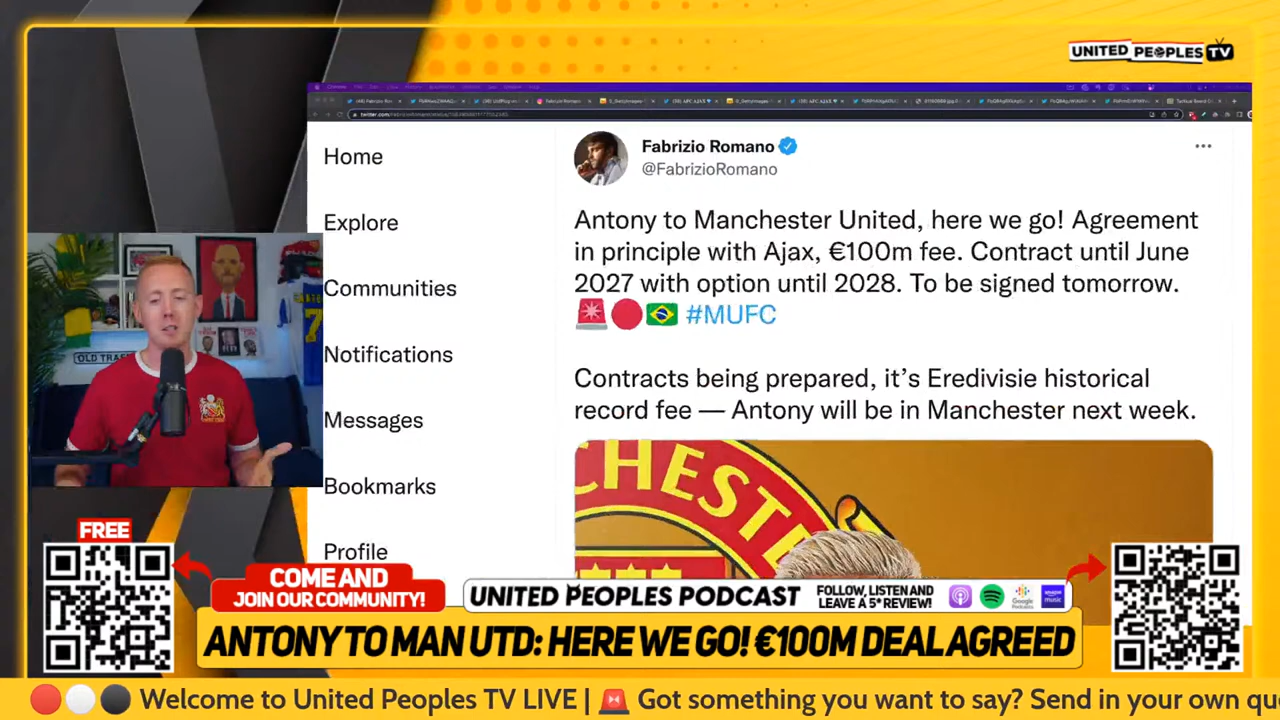 UNITED PEOPLES TV
Home
Explore
Communities
Notifications
Messages
Bookmarks
Profile
Fabrizio Romano
@FabrizioRomano
Antony to Manchester United, here we go! Agreement
in principle with Ajax, €100m fee. Contract until June
2027 with option until 2028. To be signed tomorrow.
🚨🔴🇧🇷 #MUFC
Contracts being prepared, it’s Eredivisie historical
record fee — Antony will be in Manchester next week.
CHEST
OLD TRA
7
FREE
COME AND
JOIN OUR COMMUNITY!
UNITED PEOPLES PODCAST
FOLLOW, LISTEN AND
LEAVE A 5* REVIEW!
ANTONY TO MAN UTD: HERE WE GO! €100M DEAL AGREED
🔴⚪⚫ Welcome to United Peoples TV LIVE | 🚨 Got something you want to say? Send in your own qu